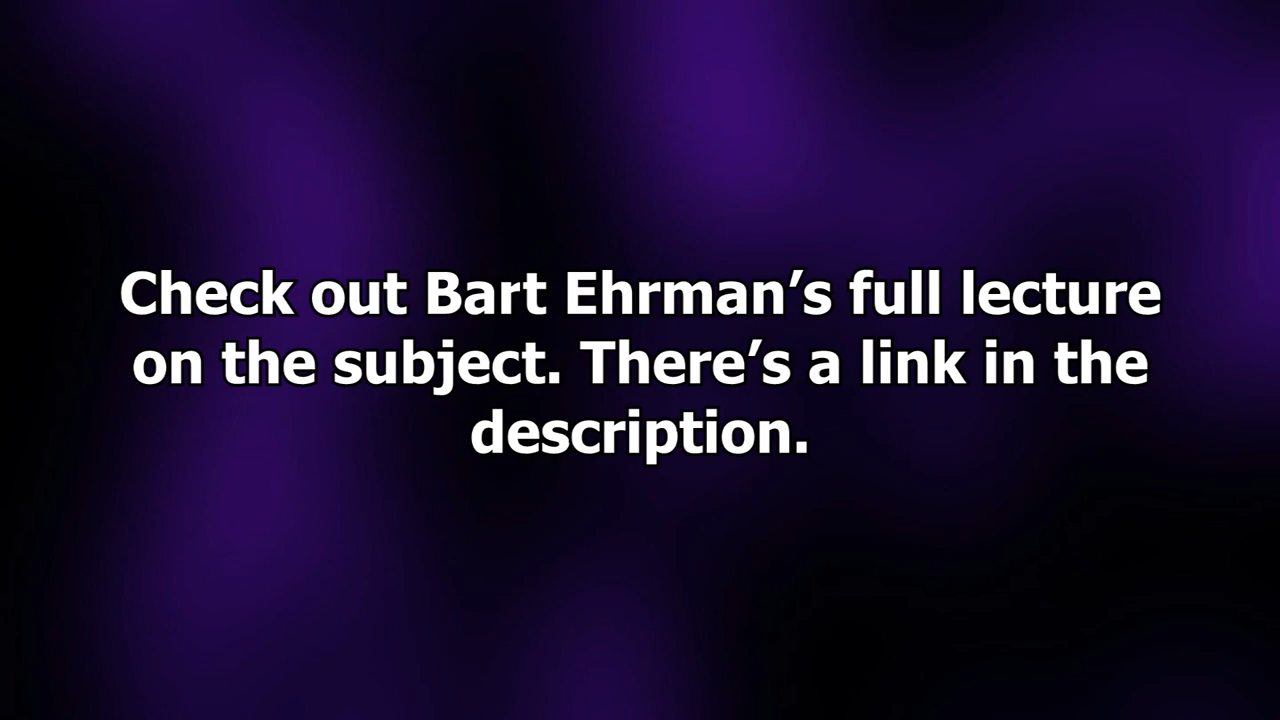 Check out Bart Ehrman’s full lecture
on the subject. There’s a link in the
description.